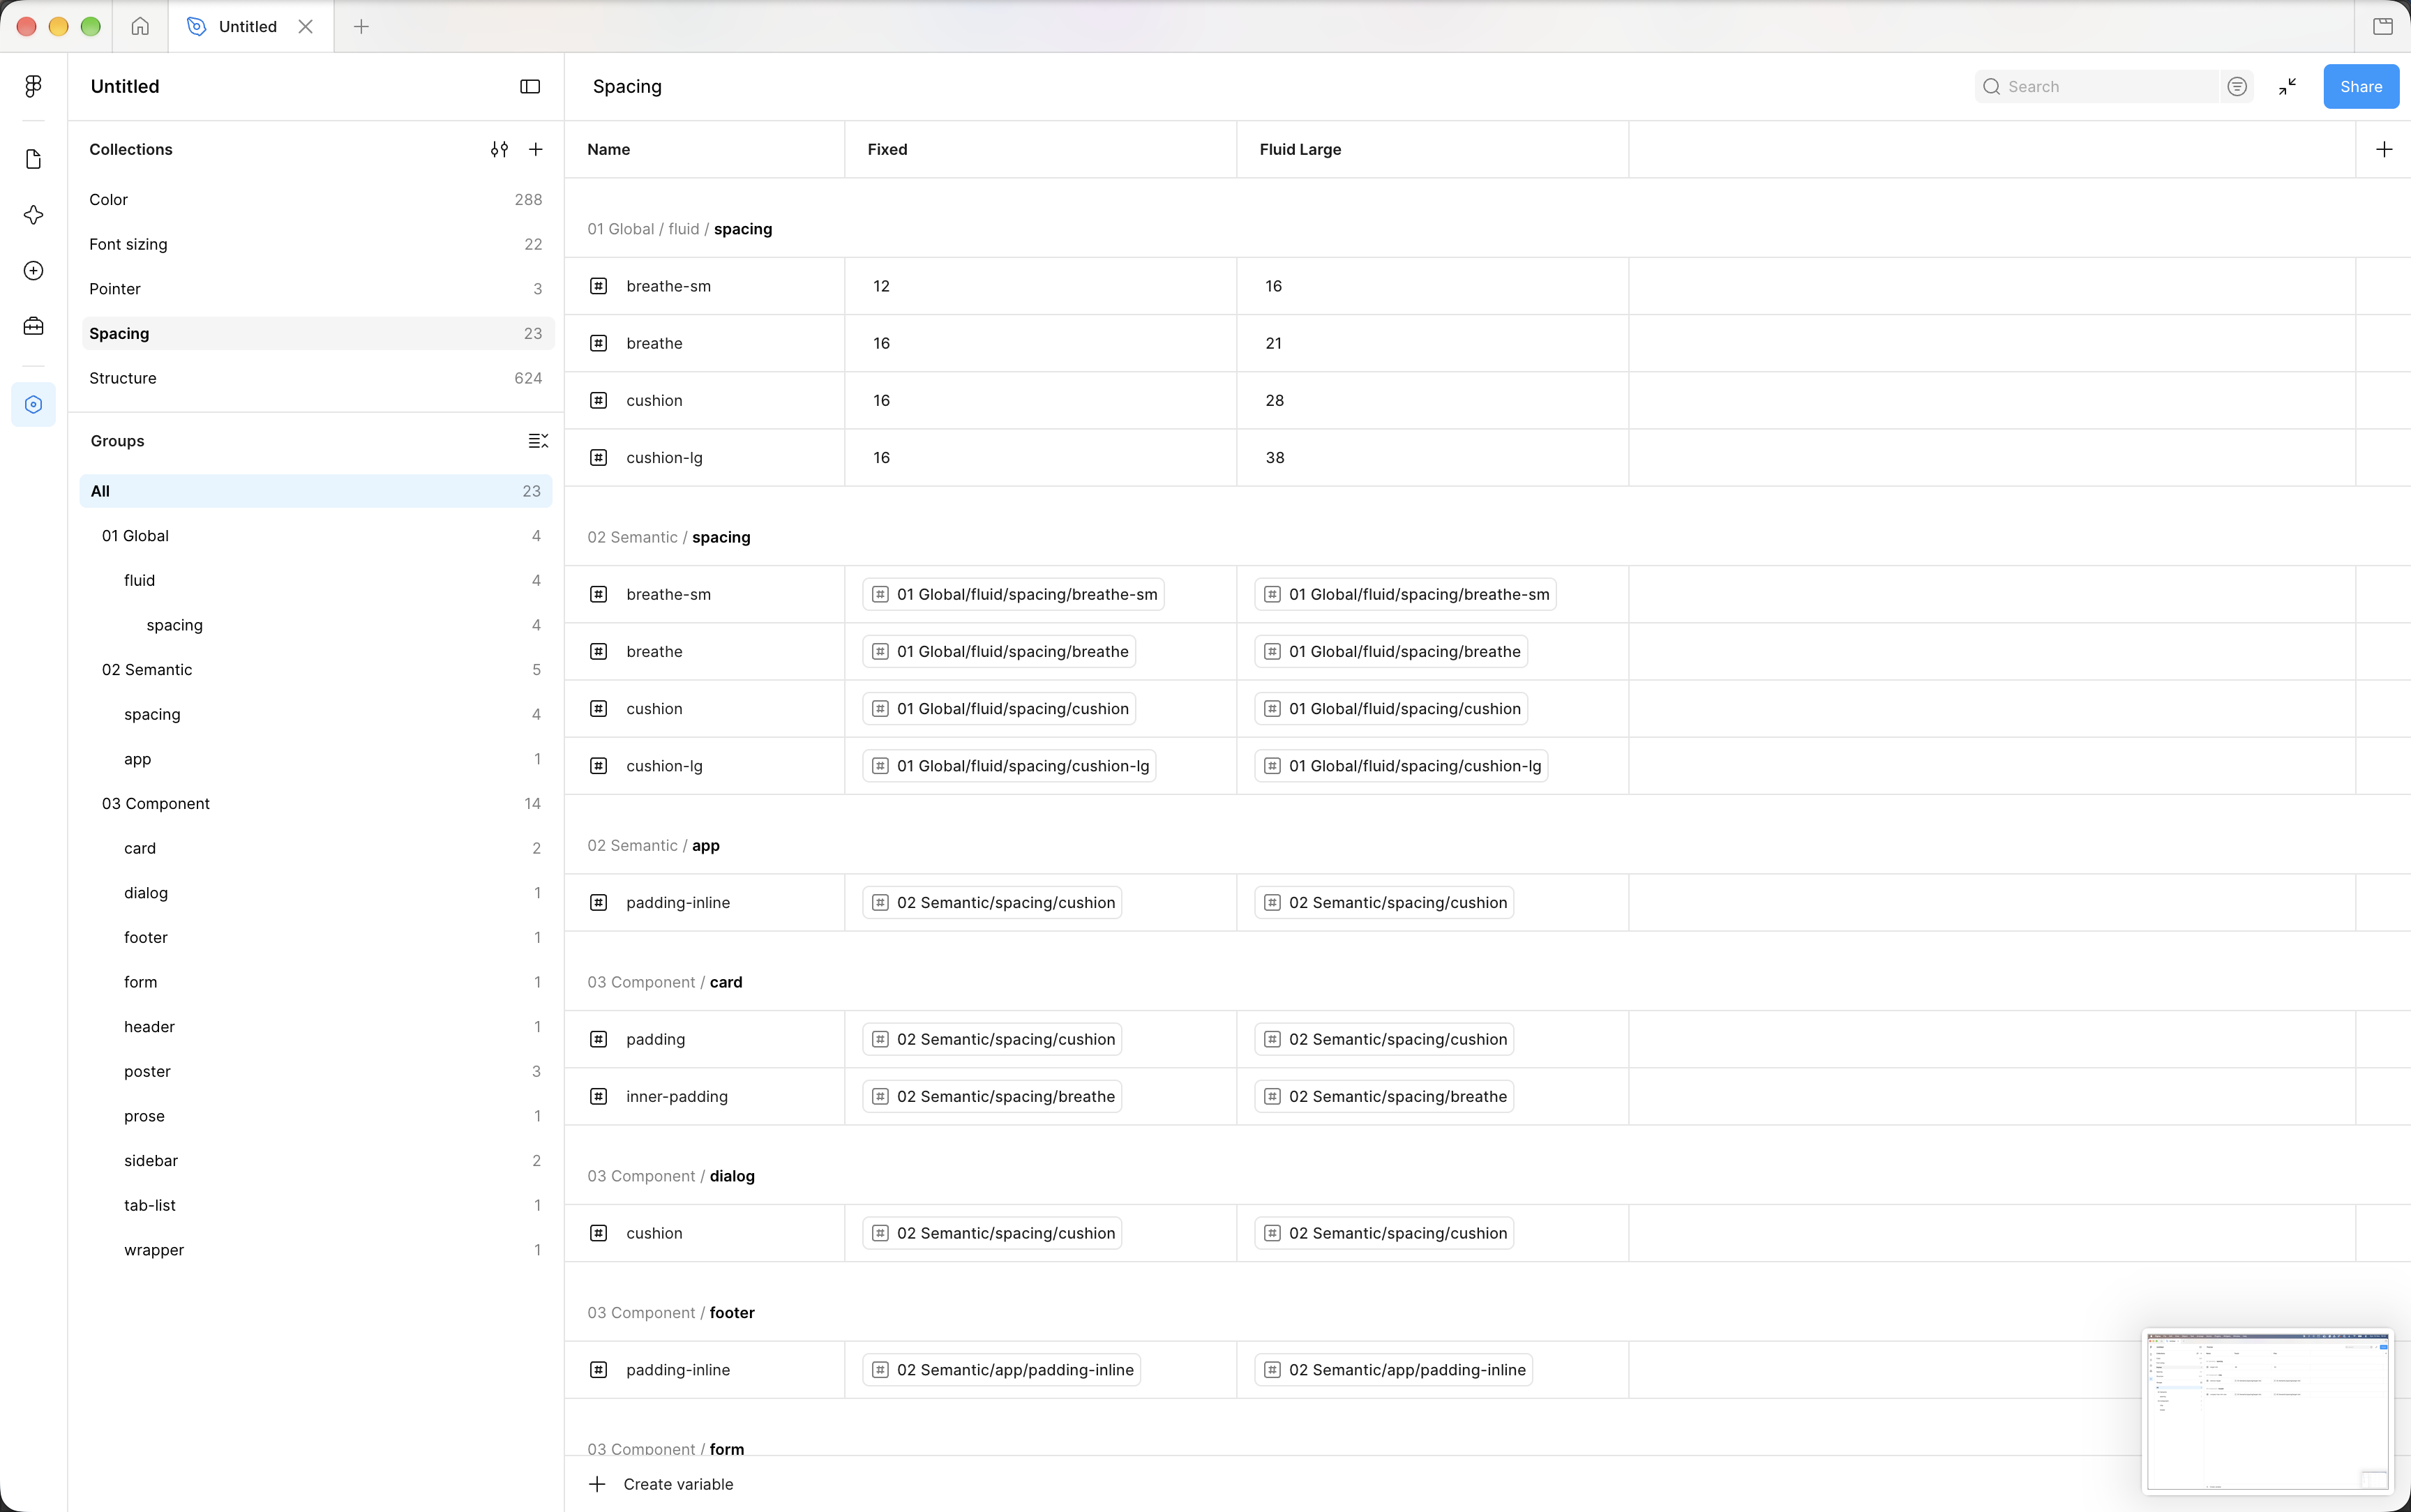 Untitled
Untitled
Spacing
Search
Share
Collections
Color 288
Font sizing 22
Pointer 3
Spacing 23
Structure 624
Groups
All 23
01 Global 4
fluid 4
spacing 4
02 Semantic 5
spacing 4
app 1
03 Component 14
card 2
dialog 1
footer 1
form 1
header 1
poster 3
prose 1
sidebar 2
tab-list 1
wrapper 1
Name Fixed Fluid Large
01 Global / fluid / spacing
breathe-sm 12 16
breathe 16 21
cushion 16 28
cushion-lg 16 38
02 Semantic / spacing
breathe-sm 01 Global/fluid/spacing/breathe-sm 01 Global/fluid/spacing/breathe-sm
breathe 01 Global/fluid/spacing/breathe 01 Global/fluid/spacing/breathe
cushion 01 Global/fluid/spacing/cushion 01 Global/fluid/spacing/cushion
cushion-lg 01 Global/fluid/spacing/cushion-lg 01 Global/fluid/spacing/cushion-lg
02 Semantic / app
padding-inline 02 Semantic/spacing/cushion 02 Semantic/spacing/cushion
03 Component / card
padding 02 Semantic/spacing/cushion 02 Semantic/spacing/cushion
inner-padding 02 Semantic/spacing/breathe 02 Semantic/spacing/breathe
03 Component / dialog
cushion 02 Semantic/spacing/cushion 02 Semantic/spacing/cushion
03 Component / footer
padding-inline 02 Semantic/app/padding-inline 02 Semantic/app/padding-inline
03 Component / form
Create variable